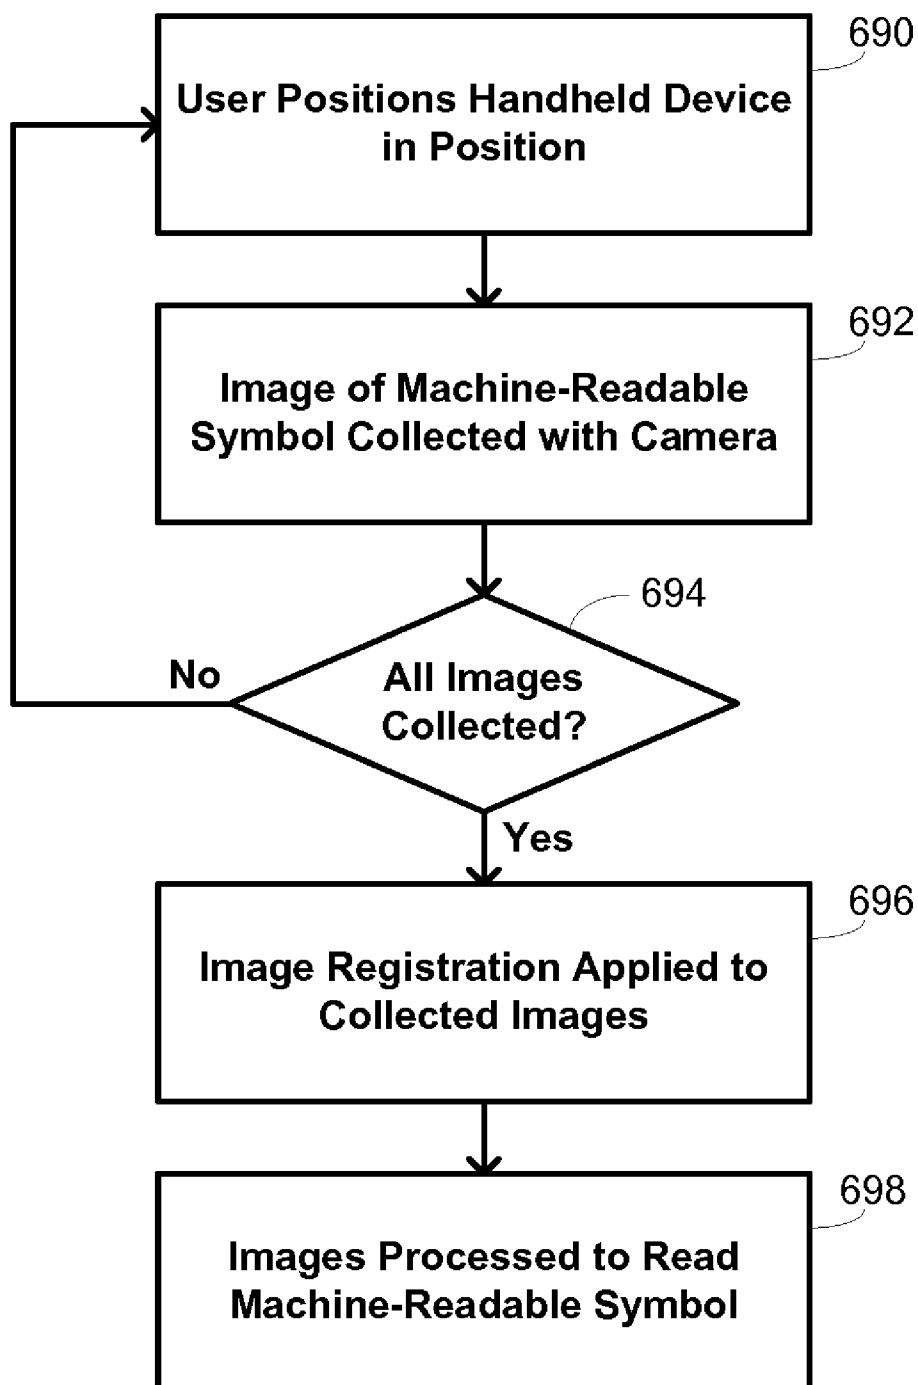 690
User Positions Handheld Device
in Position
692
Image of Machine-Readable
Symbol Collected with Camera
694
No
All Images
Collected?
Yes
696
Image Registration Applied to
Collected Images
698
Images Processed to Read
Machine-Readable Symbol